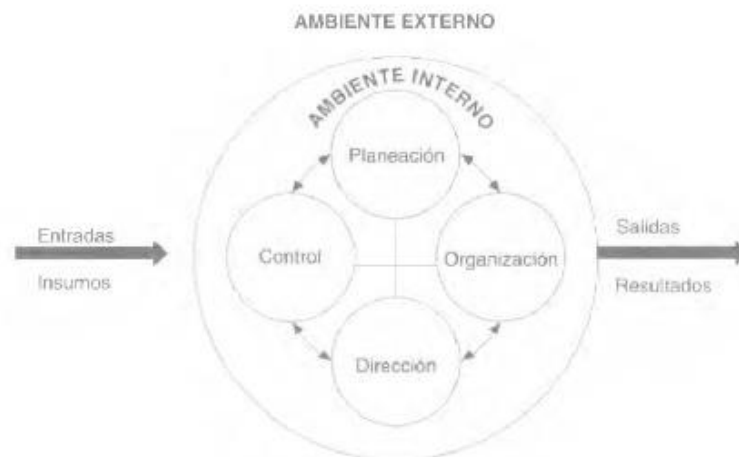 AMBIENTE EXTERNO
AMBIENTE INTERNO
Planeación
Entradas
Insumos
Control
Organización
Salidas
Resultados
Dirección